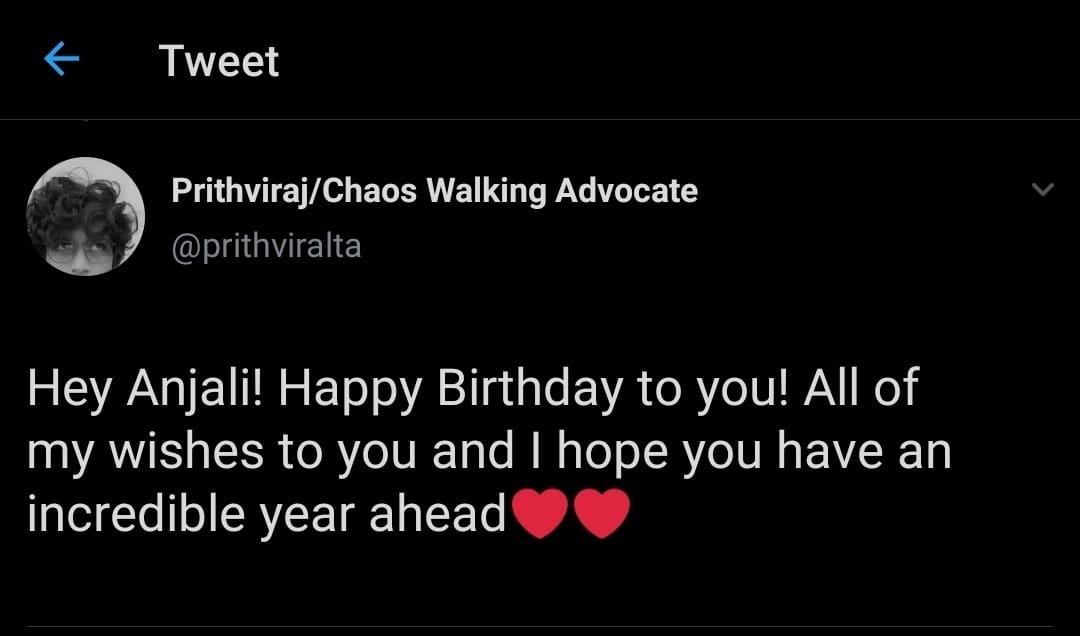 Tweet
Prithviraj/Chaos Walking Advocate
@prithviralta
Hey Anjali! Happy Birthday to you! All of
my wishes to you and I hope you have an
incredible year ahead❤❤